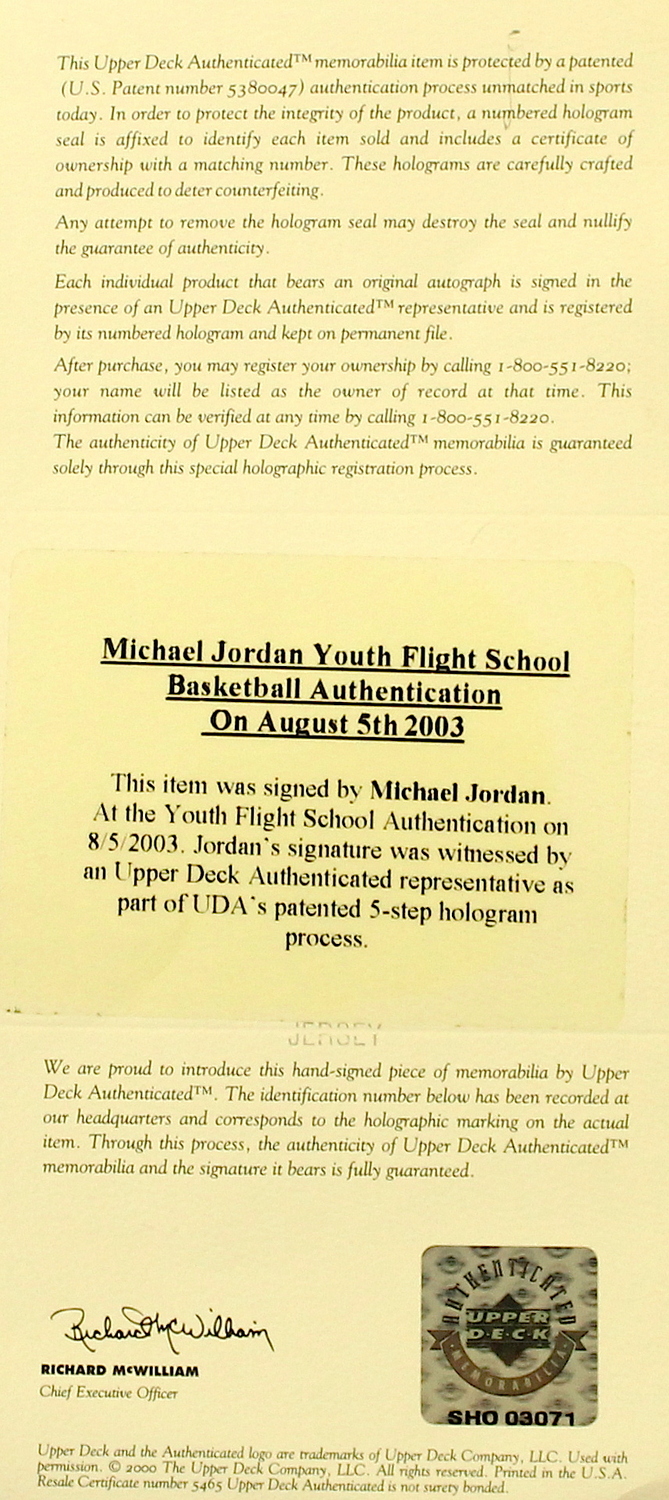 This Upper Deck Authenticated™ memorabilia item is protected by a patented
(U.S. Patent number 5380047) authentication process unmatched in sports
today. In order to protect the integrity of the product, a numbered hologram
seal is affixed to identify each item sold and includes a certificate of
ownership with a matching number. These holograms are carefully crafted
and produced to deter counterfeiting.
Any attempt to remove the hologram seal may destroy the seal and nullify
the guarantee of authenticity.
Each individual product that bears an original autograph is signed in the
presence of an Upper Deck Authenticated™ representative and is registered
by its numbered hologram and kept on permanent file.
After purchase, you may register your ownership by calling 1-800-551-8220;
your name will be listed as the owner of record at that time. This
information can be verified at any time by calling 1-800-551-8220.
The authenticity of Upper Deck Authenticated™ memorabilia is guaranteed
solely through this special holographic registration process.
Michael Jordan Youth Flight School
Basketball Authentication
On August 5th 2003
This item was signed by Michael Jordan.
At the Youth Flight School Authentication on
8/5/2003. Jordan's signature was witnessed by
an Upper Deck Authenticated representative as
part of UDA's patented 5-step hologram
process.
JERSEY
We are proud to introduce this hand-signed piece of memorabilia by Upper
Deck Authenticated™. The identification number below has been recorded at
our headquarters and corresponds to the holographic marking on the actual
item. Through this process, the authenticity of Upper Deck Authenticated™
memorabilia and the signature it bears is fully guaranteed.
Richard McWilliam
RICHARD McWILLIAM
Chief Executive Officer
AUTHENTICATED
UPPER
D·E·C·K
MEMORABILIA
SHO 03071
Upper Deck and the Authenticated logo are trademarks of Upper Deck Company, LLC. Used with
permission. © 2000 The Upper Deck Company, LLC. All rights reserved. Printed in the U.S.A.
Resale Certificate number 5465 Upper Deck Authenticated is not surety bonded.